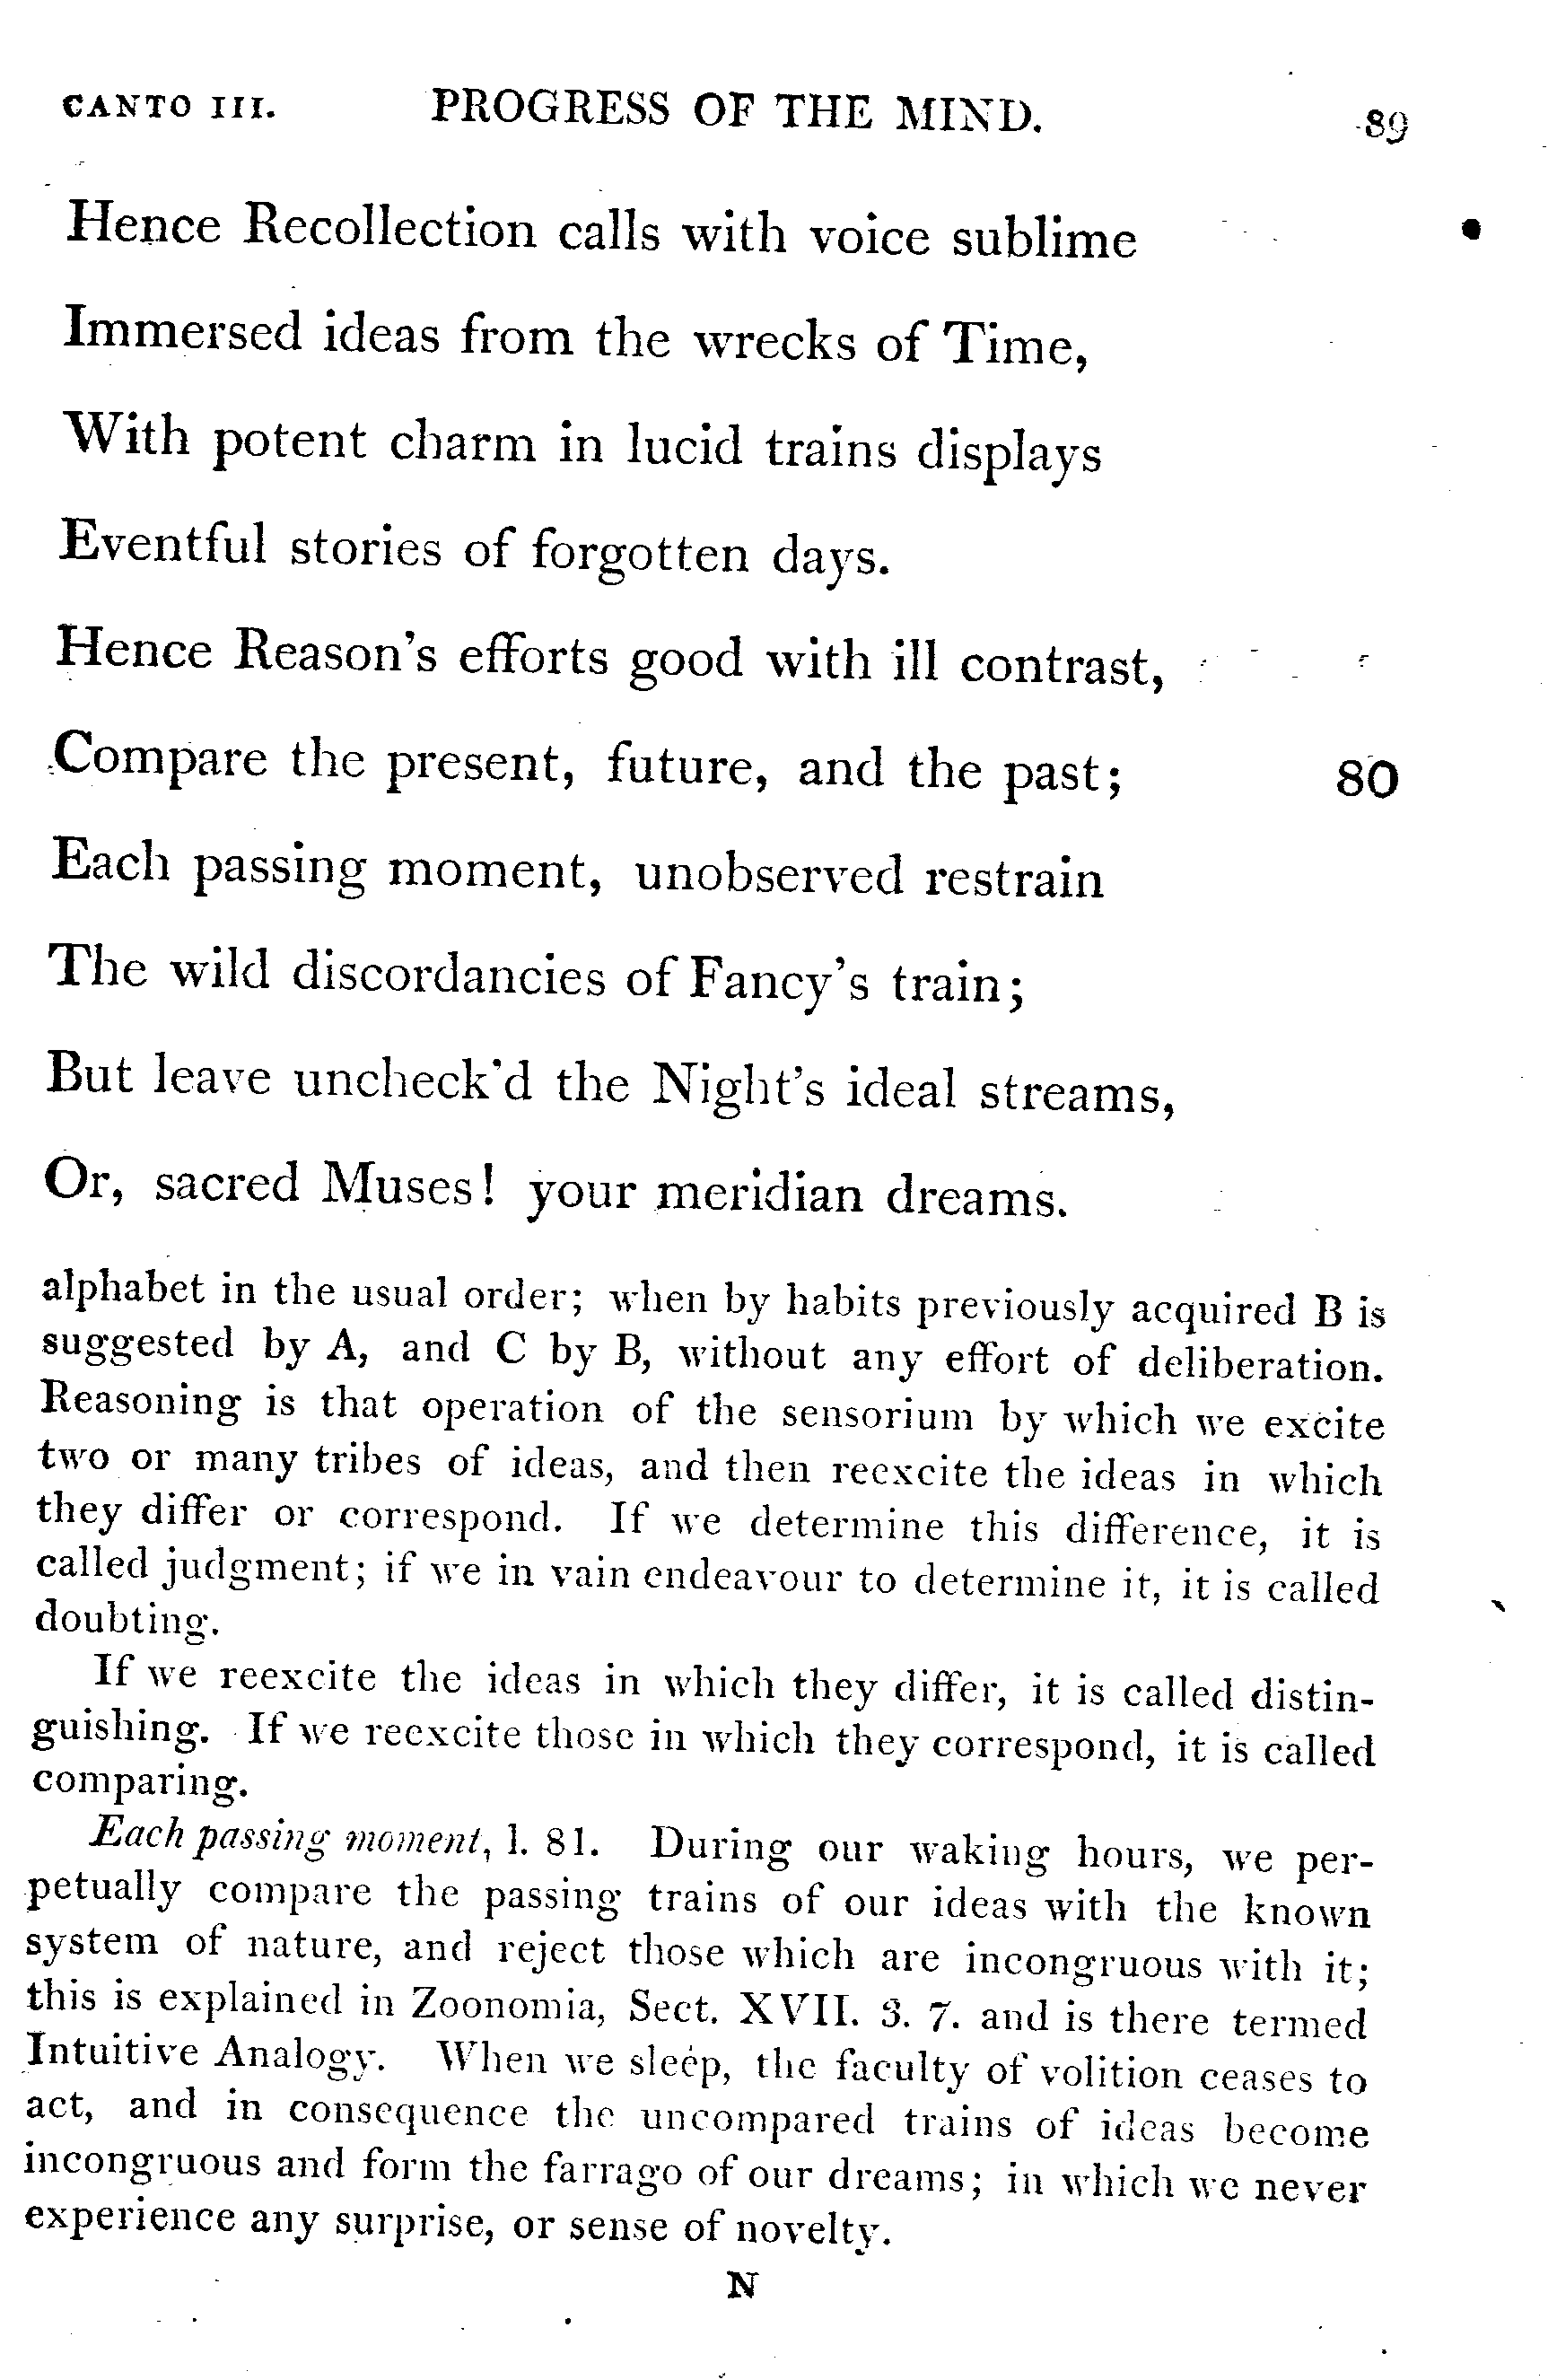 CANTO III. PROGRESS OF THE MIND. 89
Hence Recollection calls with voice sublime
Immersed ideas from the wrecks of Time,
With potent charm in lucid trains displays
Eventful stories of forgotten days.
Hence Reason's efforts good with ill contrast,
Compare the present, future, and the past; 80
Each passing moment, unobserved restrain
The wild discordancies of Fancy's train;
But leave uncheck'd the Night's ideal streams,
Or, sacred Muses! your meridian dreams.
alphabet in the usual order; when by habits previously acquired B is
suggested by A, and C by B, without any effort of deliberation.
Reasoning is that operation of the sensorium by which we excite
two or many tribes of ideas, and then reexcite the ideas in which
they differ or correspond. If we determine this difference, it is
called judgment; if we in vain endeavour to determine it, it is called
doubting.
If we reexcite the ideas in which they differ, it is called distin-
guishing. If we reexcite those in which they correspond, it is called
comparing.
Each passing moment, l. 81. During our waking hours, we per-
petually compare the passing trains of our ideas with the known
system of nature, and reject those which are incongruous with it;
this is explained in Zoonomia, Sect. XVII. 3. 7. and is there termed
Intuitive Analogy. When we sleep, the faculty of volition ceases to
act, and in consequence the uncompared trains of ideas become
incongruous and form the farrago of our dreams; in which we never
experience any surprise, or sense of novelty.
N